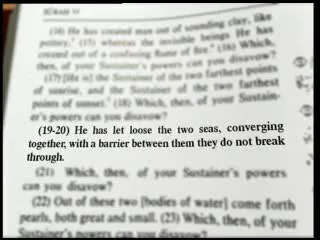 SŪRAH 55
(14) He has created man out of sounding clay, like
pottery, (15) whereas the invisible beings He has
created out of a confusing flame of fire. (16) Which,
then, of your Sustainer's powers can you disavow?
(17) [He is] the Sustainer of the two farthest points
of sunrise, and the Sustainer of the two farthest
points of sunset. (18) Which, then, of your Sustain-
er's powers can you disavow?
(19-20) He has let loose the two seas, converging
together, with a barrier between them they do not break
through.
(21) Which, then, of your Sustainer's powers
can you disavow?
(22) Out of these two [bodies of water] come forth
pearls, both great and small. (23) Which, then, of your
Sustainer's powers can you disavow?